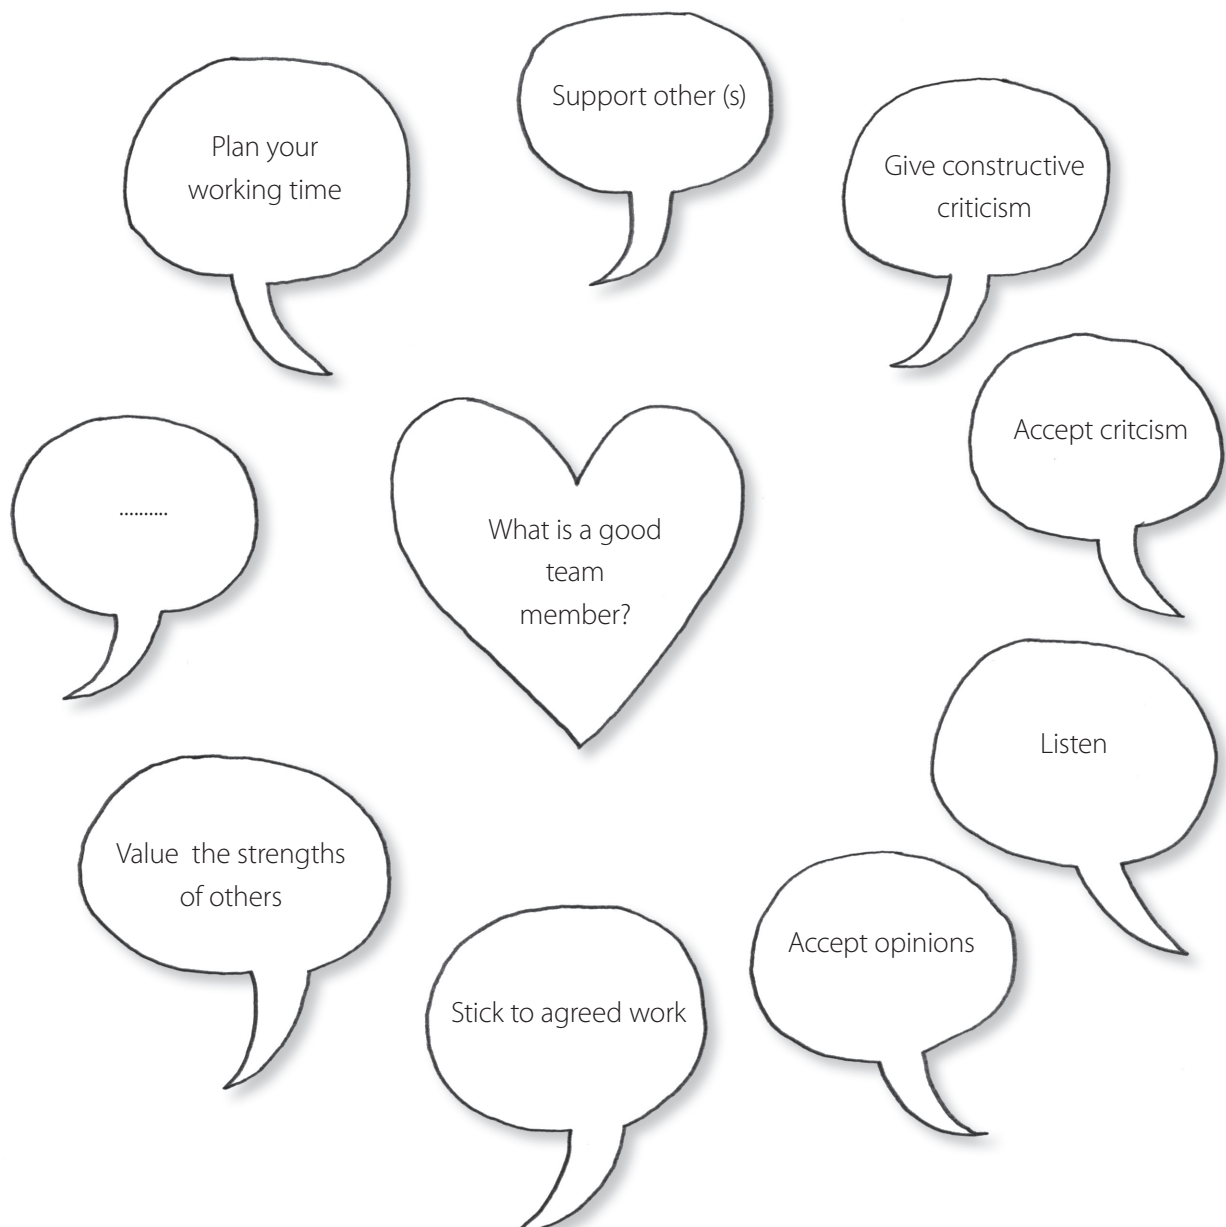 Support other (s)
Plan your
working time
Give constructive
criticism
Accept critcism
..........
What is a good
team
member?
Listen
Value  the strengths
of others
Accept opinions
Stick to agreed work